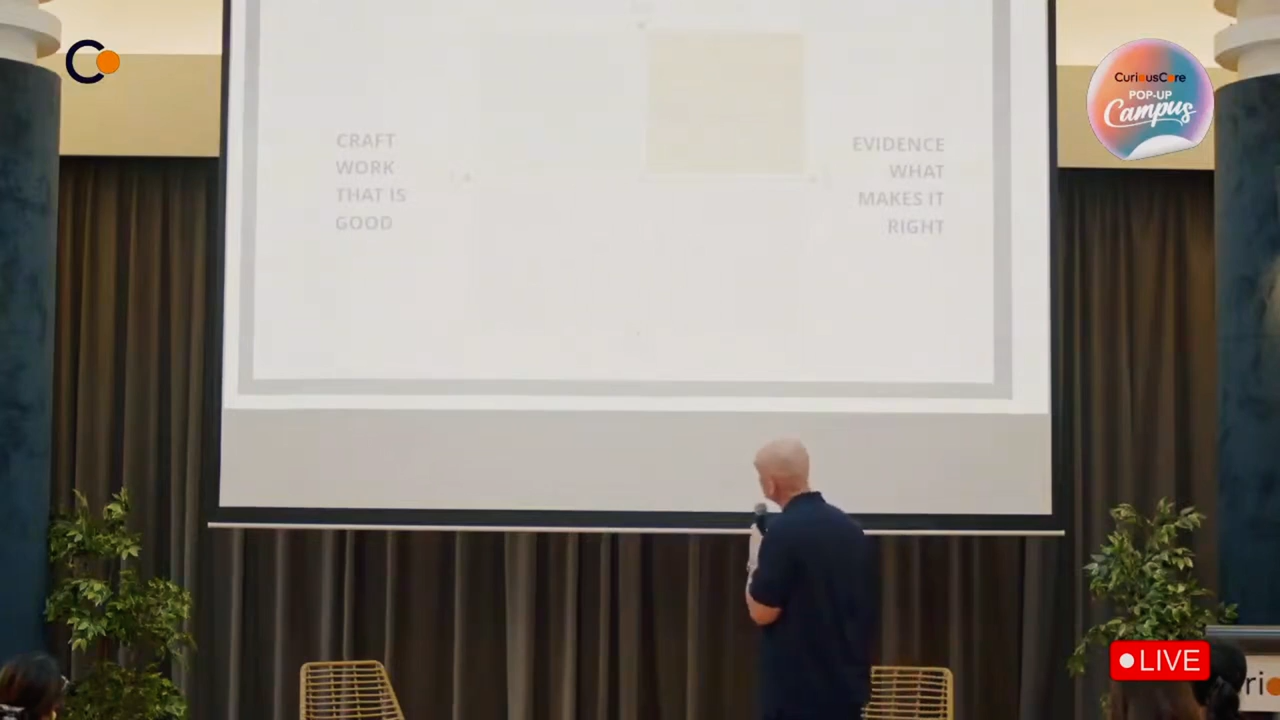 CuriousCore
POP-UP
Campus
CRAFT
WORK
THAT IS
GOOD
EVIDENCE
WHAT
MAKES IT
RIGHT
LIVE